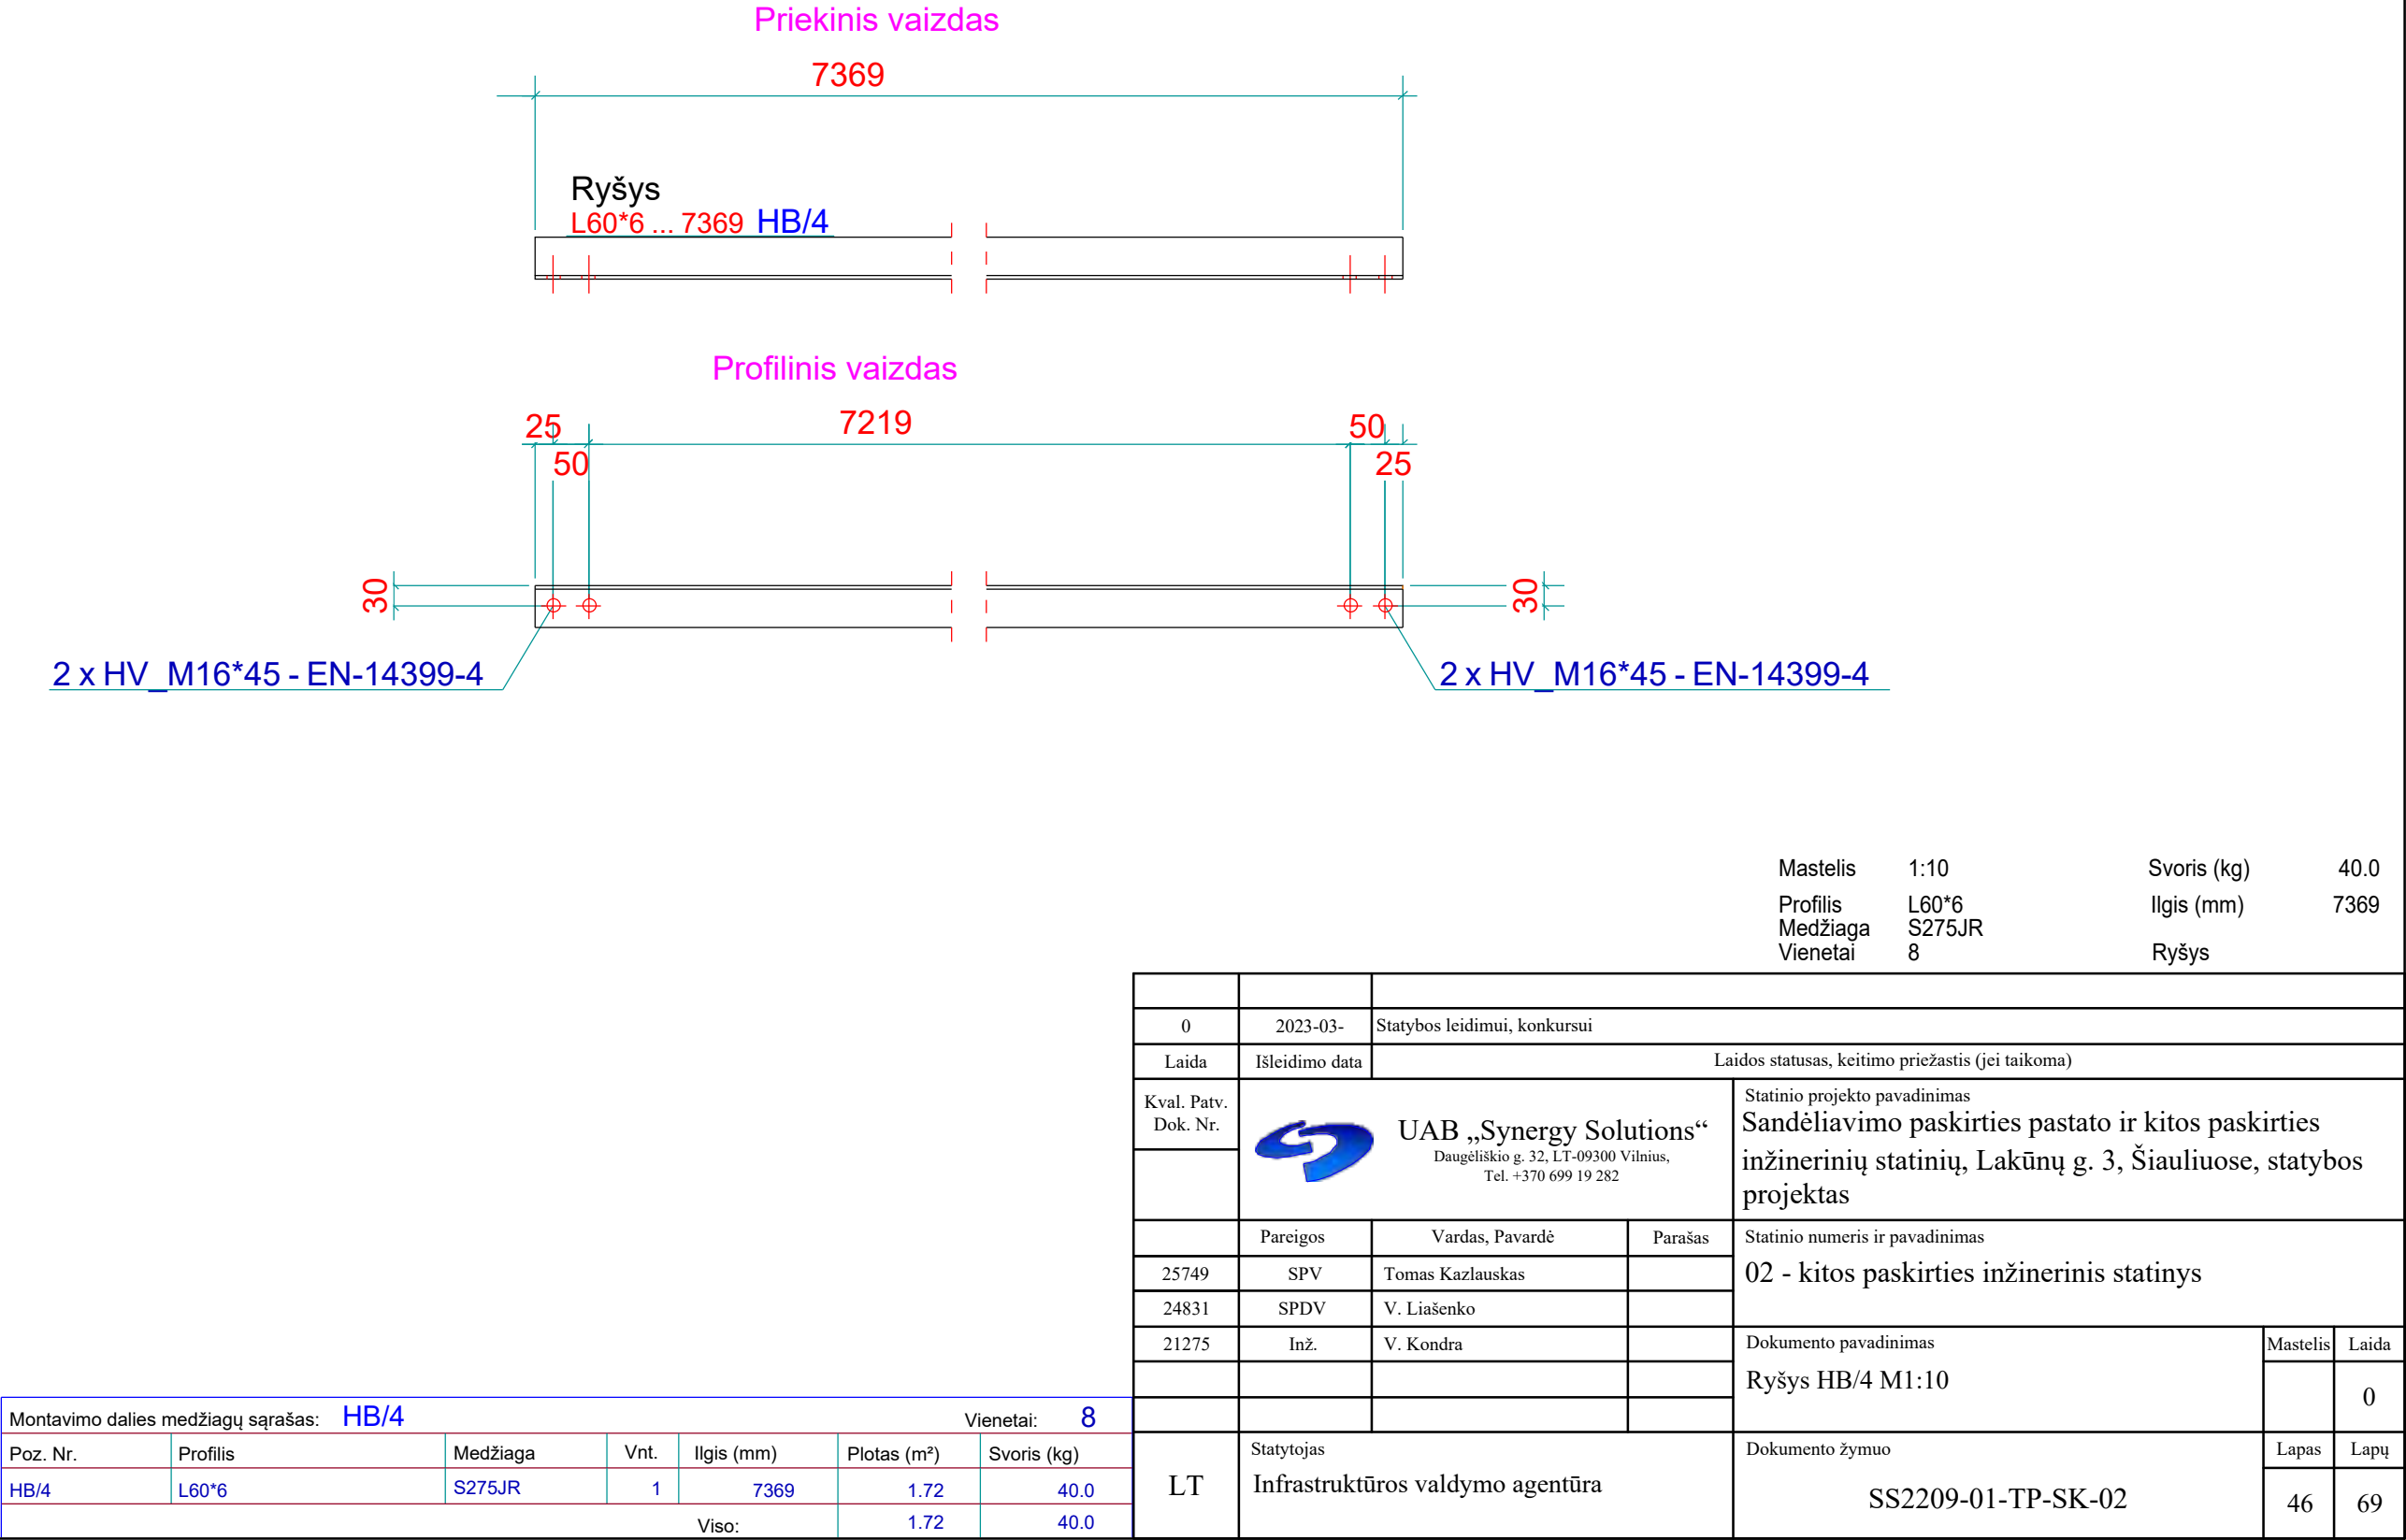 Priekinis vaizdas
7369
Ryšys
L60*6 ... 7369 HB/4
Profilinis vaizdas
25 7219 50
50 25
30 30
2 x HV_M16*45 - EN-14399-4 2 x HV_M16*45 - EN-14399-4
Mastelis 1:10 Svoris (kg) 40.0
Profilis L60*6 Ilgis (mm) 7369
Medžiaga S275JR
Vienetai 8 Ryšys
0 2023-03- Statybos leidimui, konkursui
Laida Išleidimo data Laidos statusas, keitimo priežastis (jei taikoma)
Kval. Patv.
Dok. Nr.
UAB „Synergy Solutions“
Daugėliškio g. 32, LT-09300 Vilnius,
Tel. +370 699 19 282
Statinio projekto pavadinimas
Sandėliavimo paskirties pastato ir kitos paskirties
inžinerinių statinių, Lakūnų g. 3, Šiauliuose, statybos
projektas
Pareigos Vardas, Pavardė Parašas
25749 SPV Tomas Kazlauskas
24831 SPDV V. Liašenko
21275 Inž. V. Kondra
Statinio numeris ir pavadinimas
02 - kitos paskirties inžinerinis statinys
Dokumento pavadinimas Mastelis Laida
Ryšys HB/4 M1:10 0
LT
Statytojas
Infrastruktūros valdymo agentūra
Dokumento žymuo Lapas Lapų
SS2209-01-TP-SK-02 46 69
Montavimo dalies medžiagų sąrašas: HB/4 Vienetai: 8
Poz. Nr. Profilis Medžiaga Vnt. Ilgis (mm) Plotas (m²) Svoris (kg)
HB/4 L60*6 S275JR 1 7369 1.72 40.0
Viso: 1.72 40.0